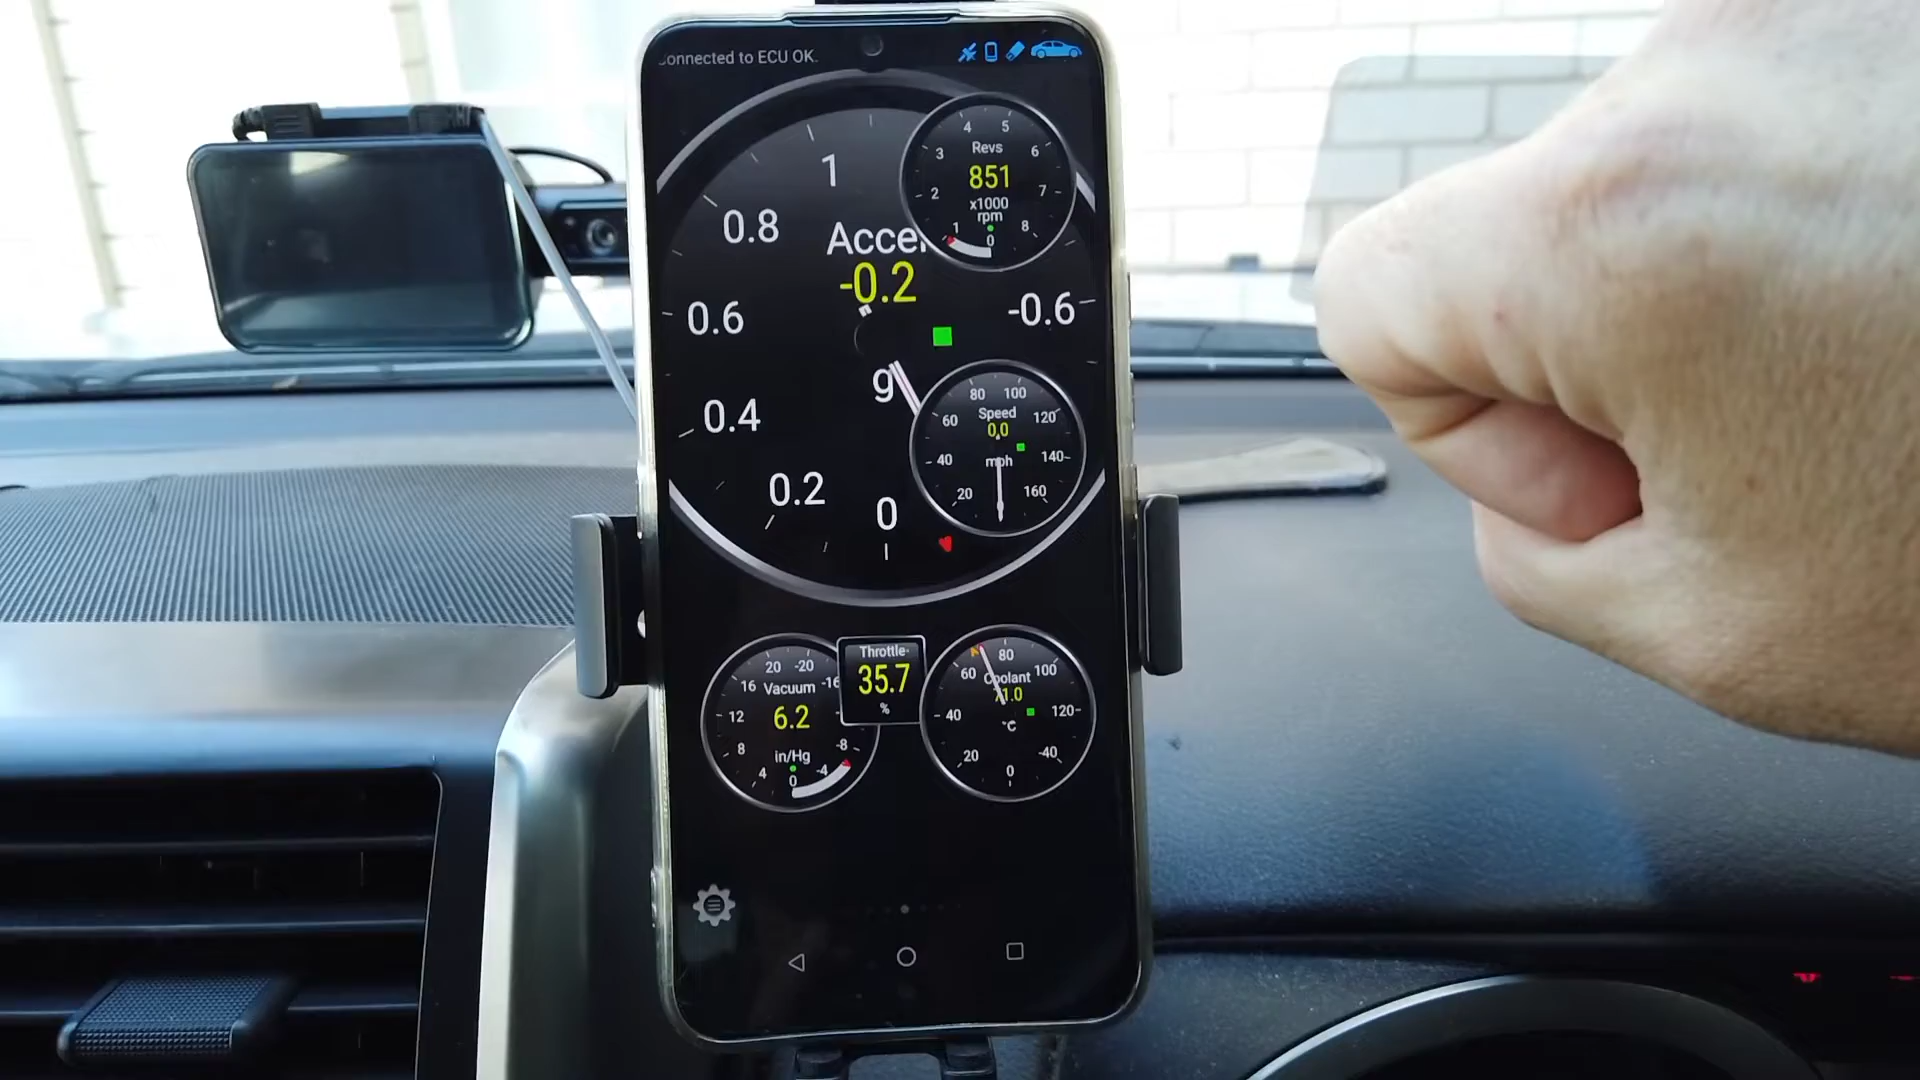 onnected to ECU OK.
1
0.8
0.6
0.4
0.2
0
-0.6
Accel
-0.2
g
4 5
3 6
2 7
1 8
0
Revs
851
x1000
rpm
80 100
60 120
40 140
20 160
Speed
0.0
mph
20 -20
16 -16
12
8 -8
4 -4
0
Vacuum
6.2
in/Hg
Throttle
35.7
%
80
60 100
40 120
20 -40
0
Coolant
71.0
°C